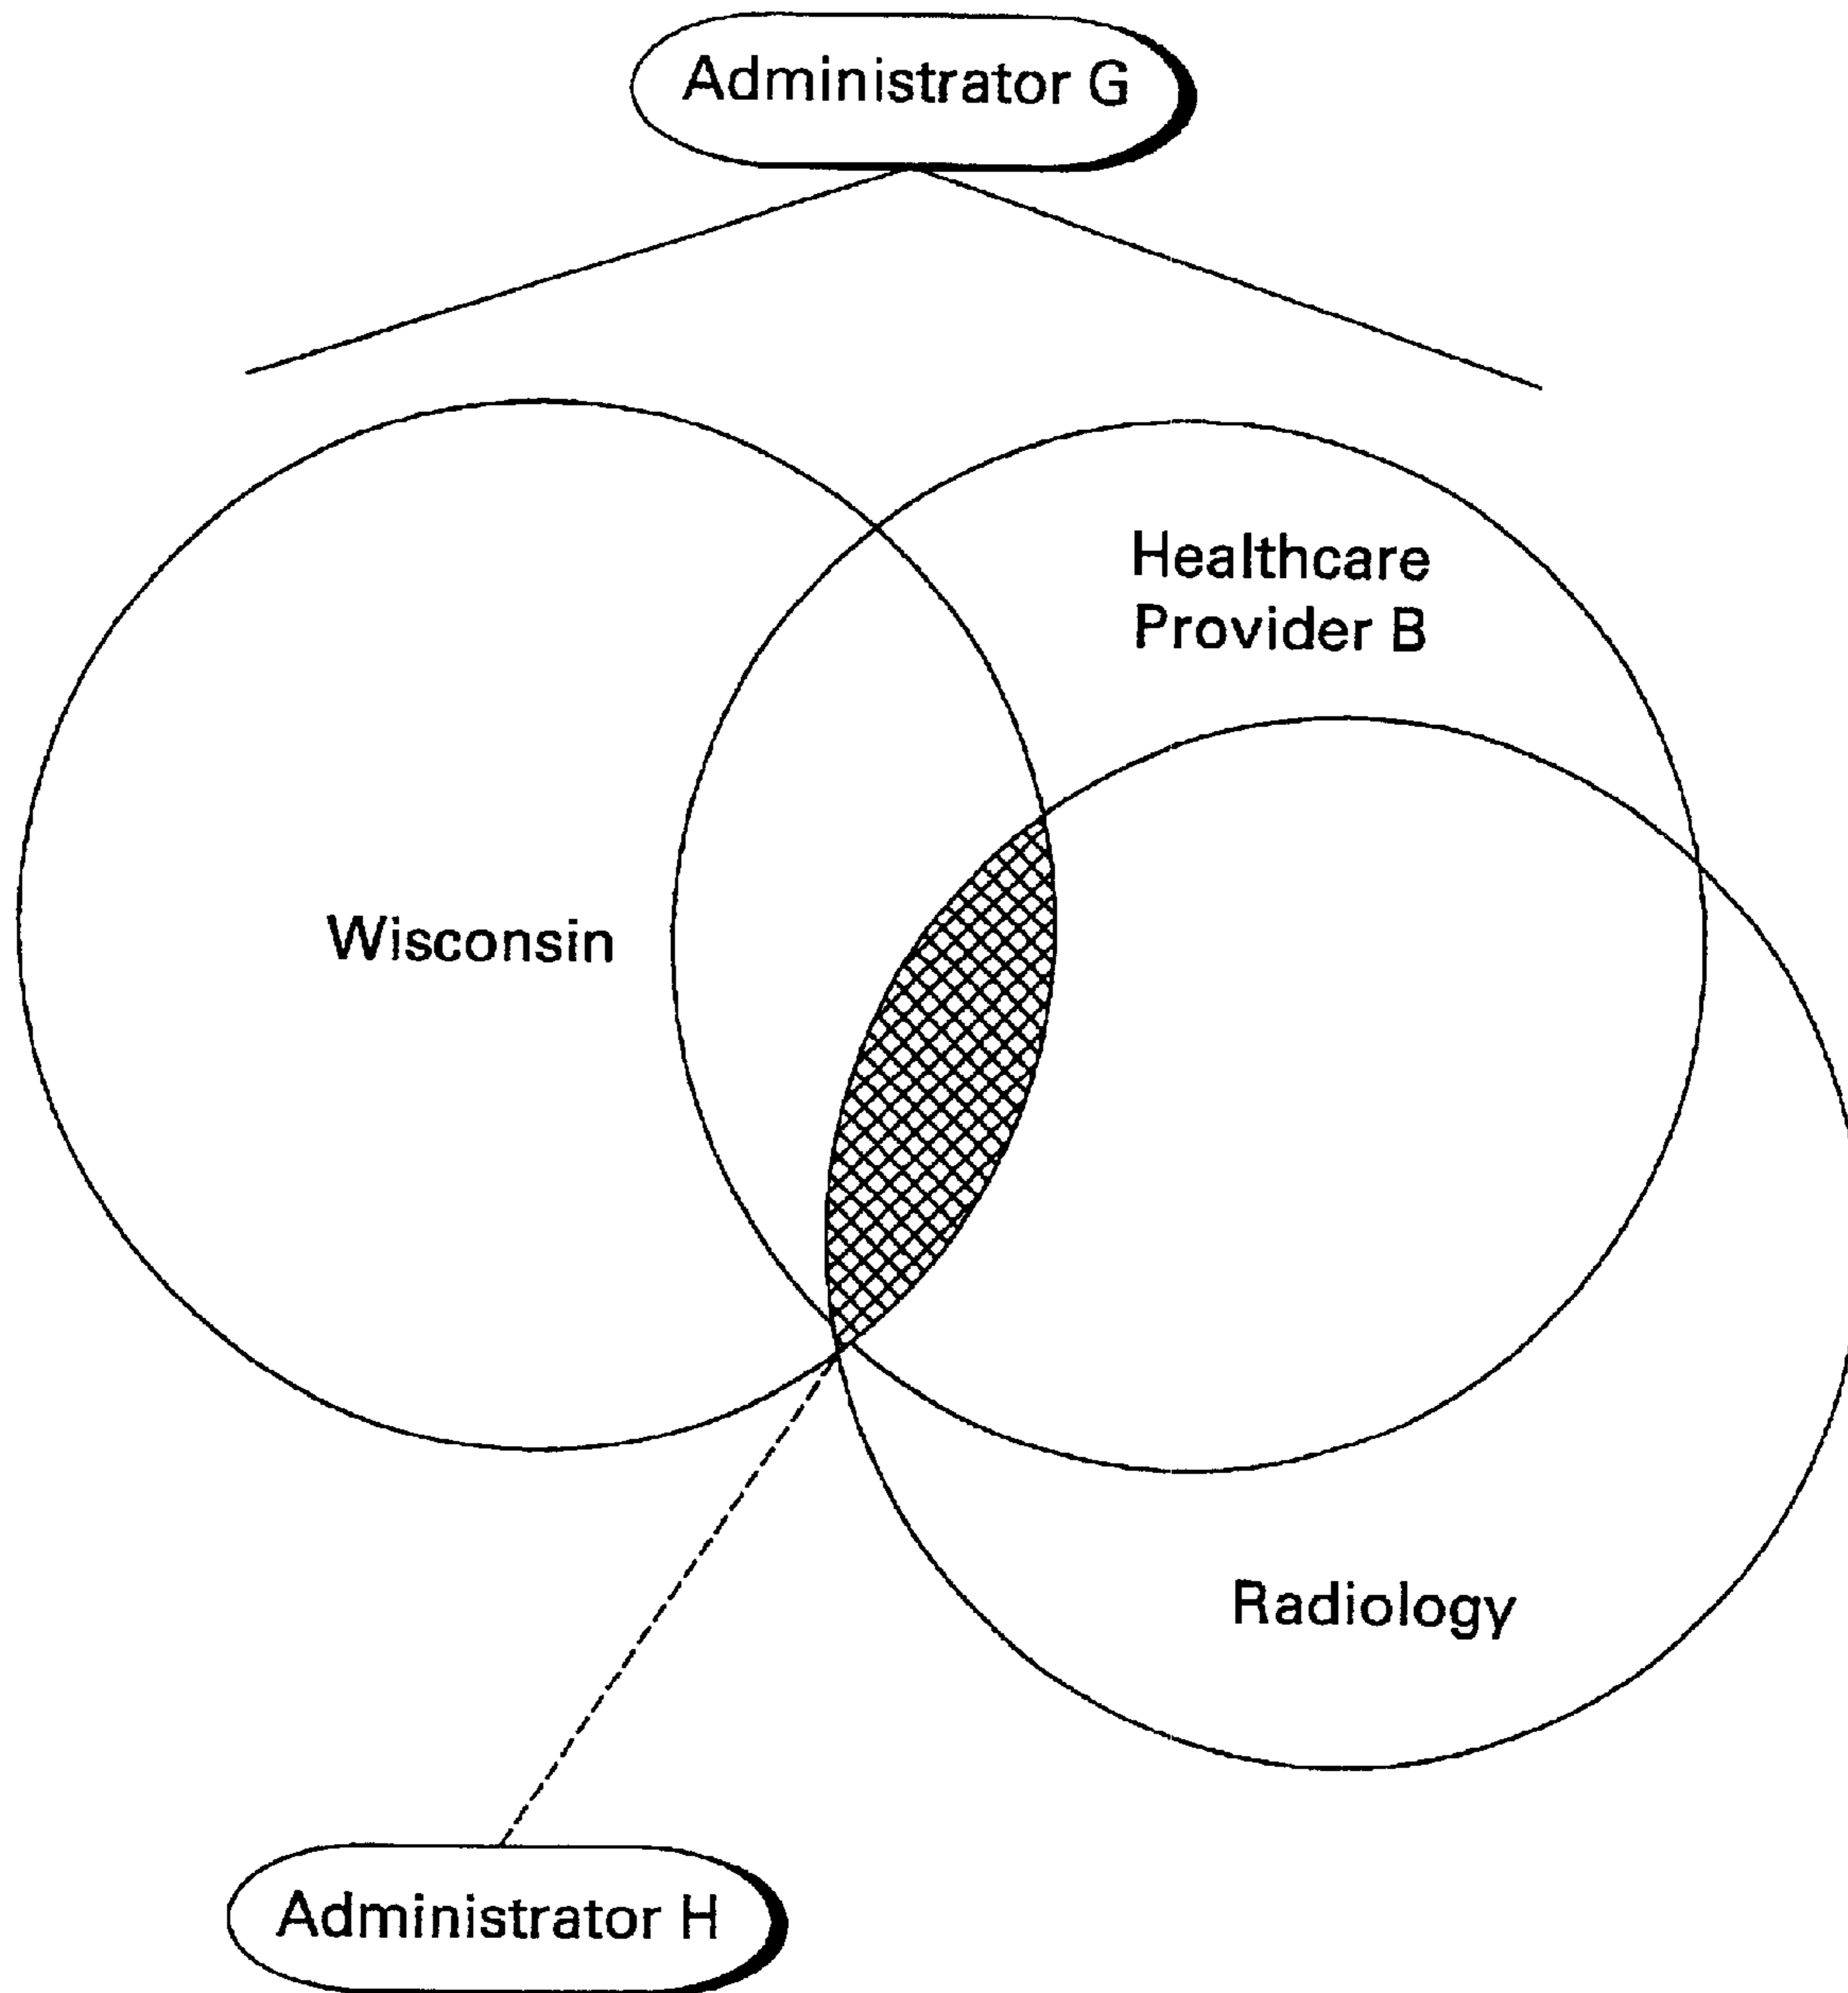 Administrator G
Healthcare
Provider B
Wisconsin
Radiology
Administrator H